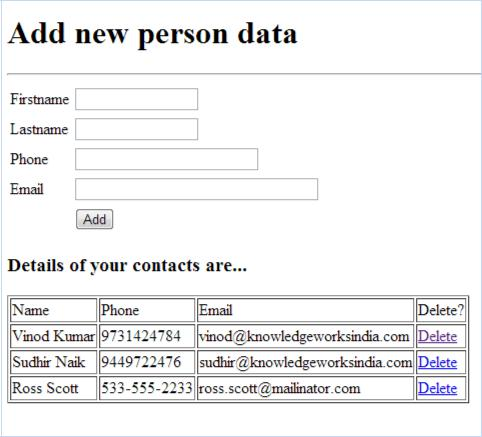 Add new person data
Firstname
Lastname
Phone
Email
Add
Details of your contacts are...
Name Phone Email Delete?
Vinod Kumar 9731424784 vinod@knowledgeworksindia.com Delete
Sudhir Naik 9449722476 sudhir@knowledgeworksindia.com Delete
Ross Scott 533-555-2233 ross.scott@mailinator.com Delete